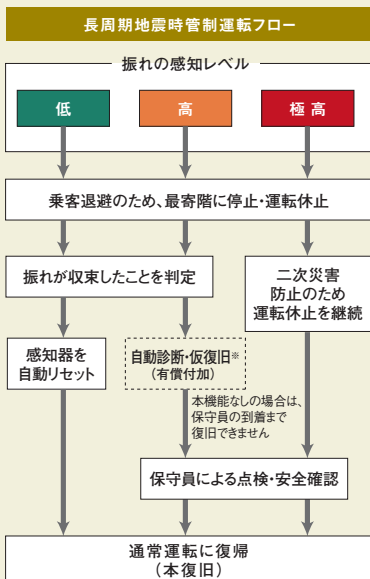 長周期地震時管制運転フロー
振れの感知レベル
低
高
極高
乗客退避のため、最寄階に停止・運転休止
振れが収束したことを判定
二次災害
防止のため
運転休止を継続
感知器を
自動リセット
自動診断・仮復旧※
(有償付加)
本機能なしの場合は、
保守員の到着まで
復旧できません
保守員による点検・安全確認
通常運転に復帰
(本復旧)